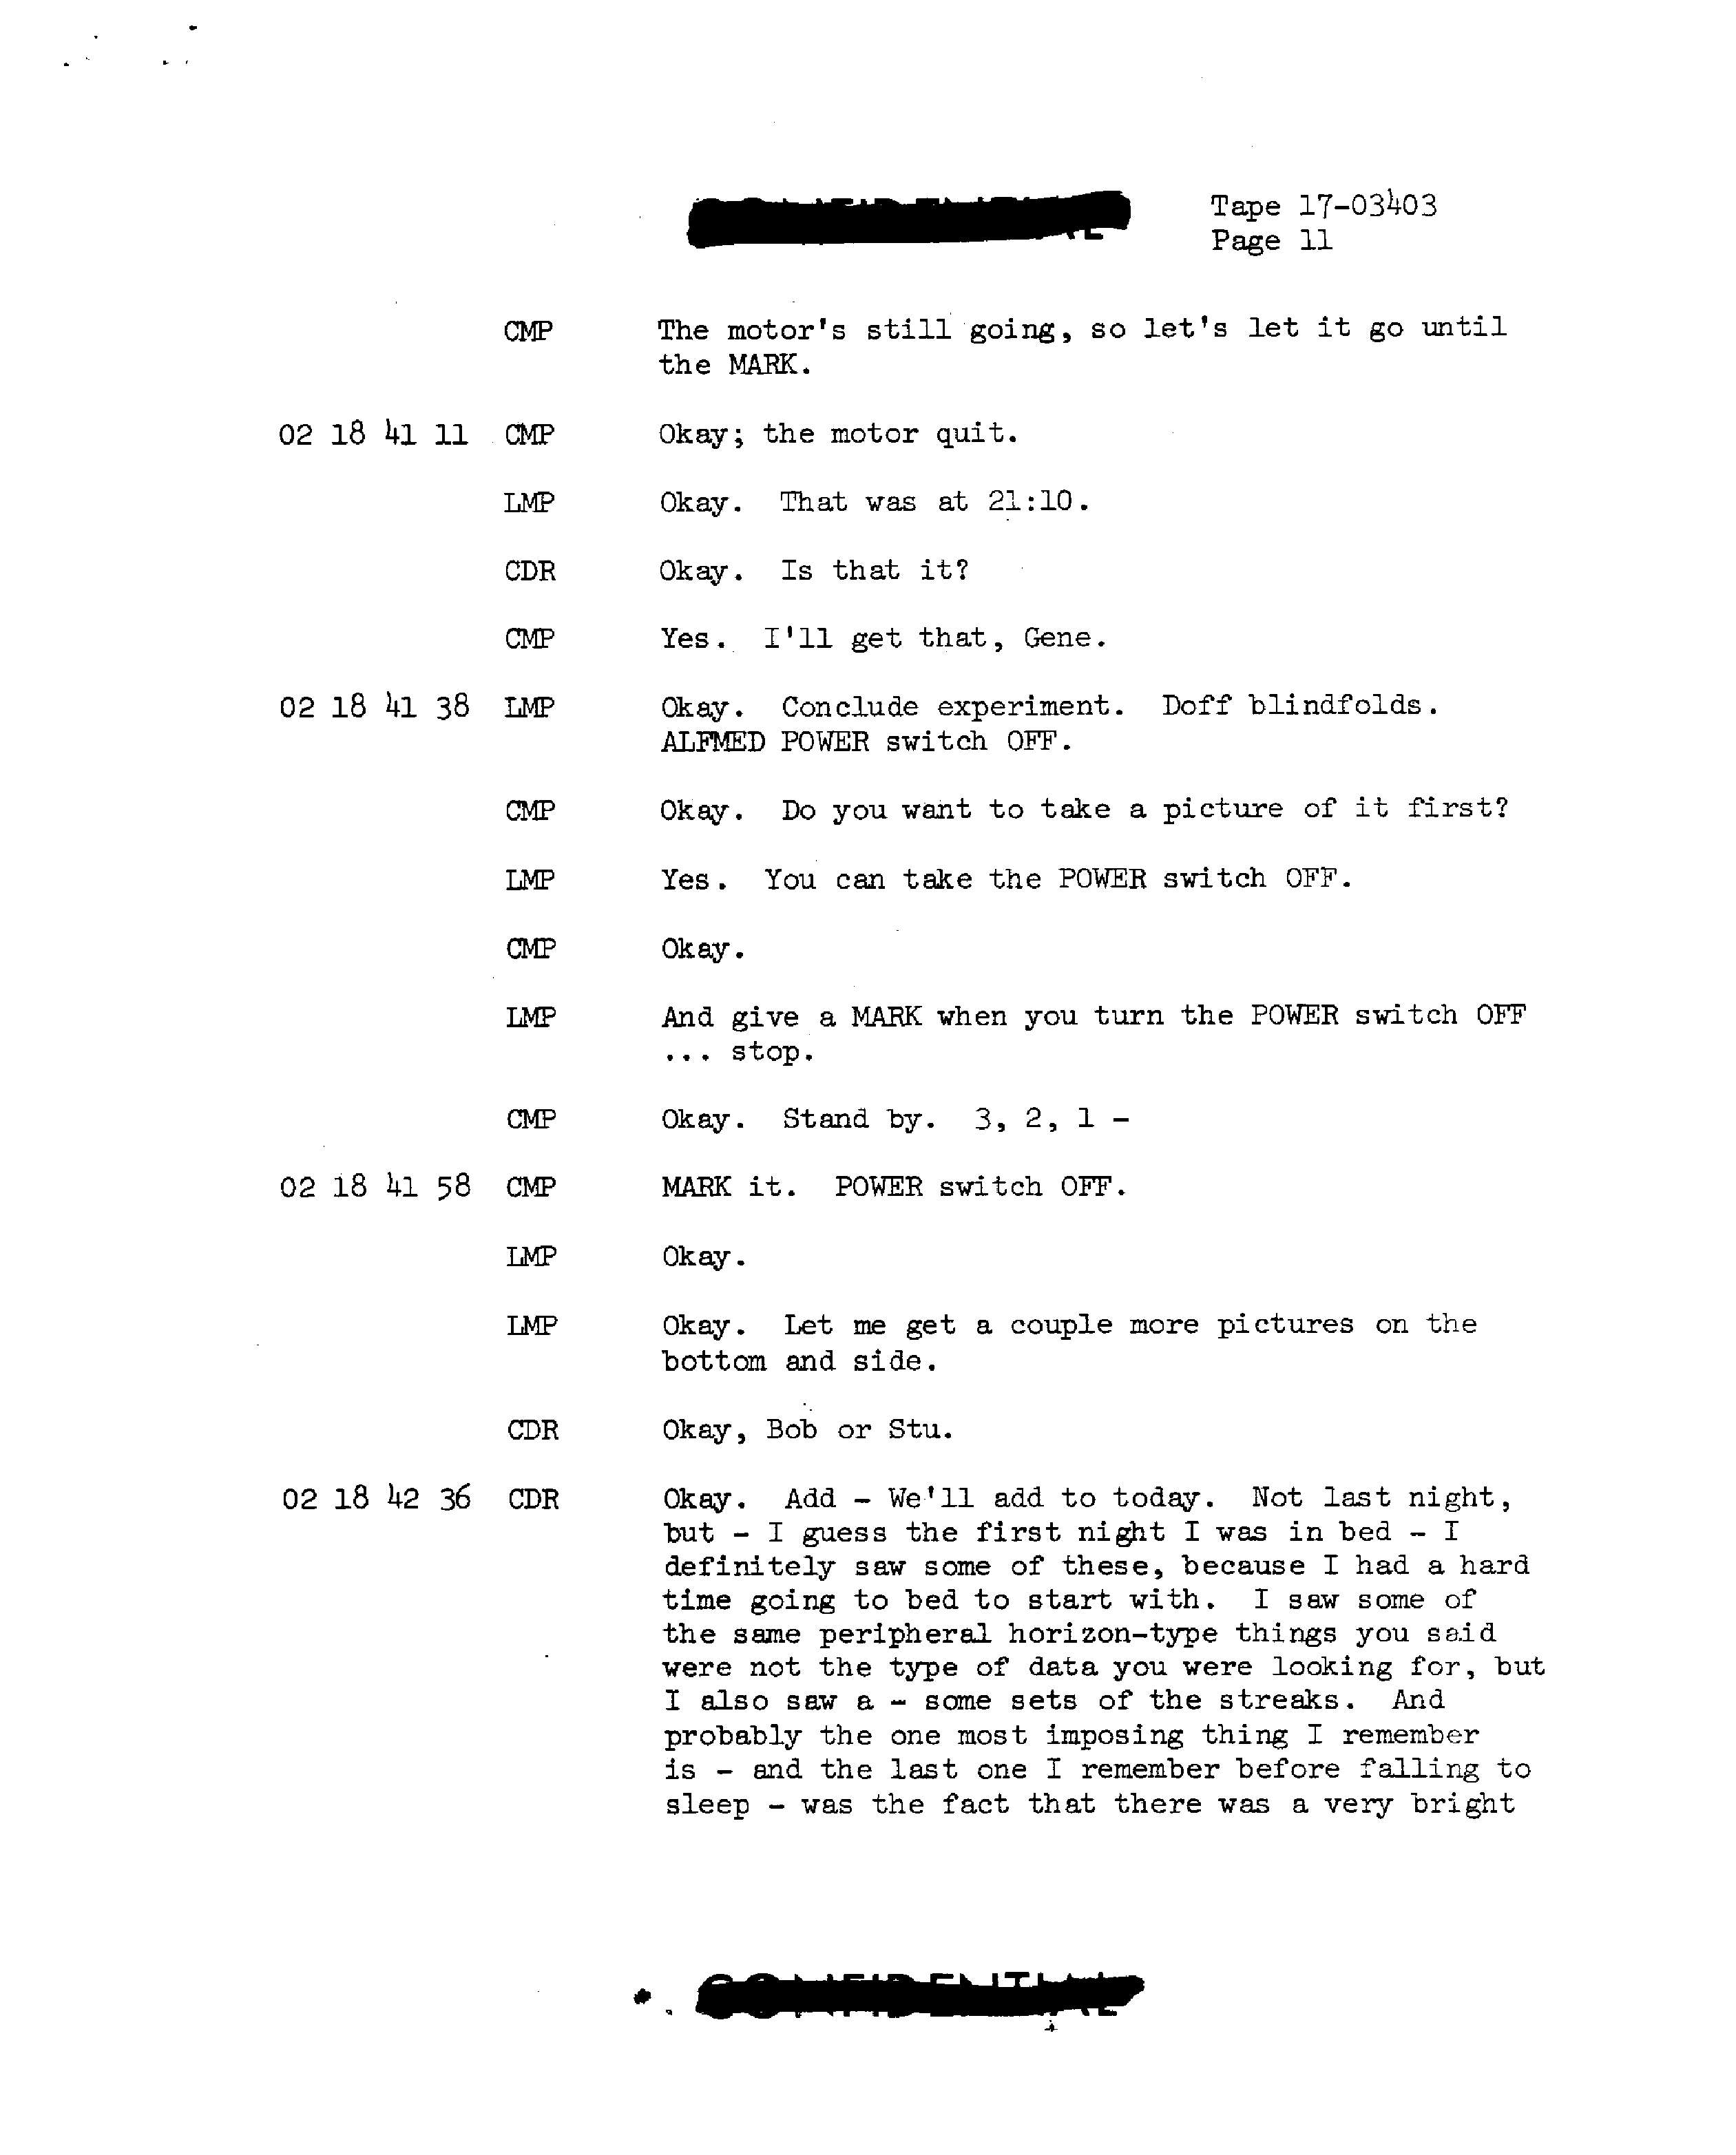 CONFIDENTIAL
Tape 17-03403
Page 11
CMP The motor's still going, so let's let it go until
the MARK.
02 18 41 11 CMP Okay; the motor quit.
LMP Okay. That was at 21:10.
CDR Okay. Is that it?
CMP Yes. I'll get that, Gene.
02 18 41 38 LMP Okay. Conclude experiment. Doff blindfolds.
ALFMED POWER switch OFF.
CMP Okay. Do you want to take a picture of it first?
LMP Yes. You can take the POWER switch OFF.
CMP Okay.
LMP And give a MARK when you turn the POWER switch OFF
... stop.
CMP Okay. Stand by. 3, 2, 1 -
02 18 41 58 CMP MARK it. POWER switch OFF.
LMP Okay.
LMP Okay. Let me get a couple more pictures on the
bottom and side.
CDR Okay, Bob or Stu.
02 18 42 36 CDR Okay. Add - We'll add to today. Not last night,
but - I guess the first night I was in bed - I
definitely saw some of these, because I had a hard
time going to bed to start with. I saw some of
the same peripheral horizon-type things you said
were not the type of data you were looking for, but
I also saw a - some sets of the streaks. And
probably the one most imposing thing I remember
is - and the last one I remember before falling to
sleep - was the fact that there was a very bright
CONFIDENTIAL